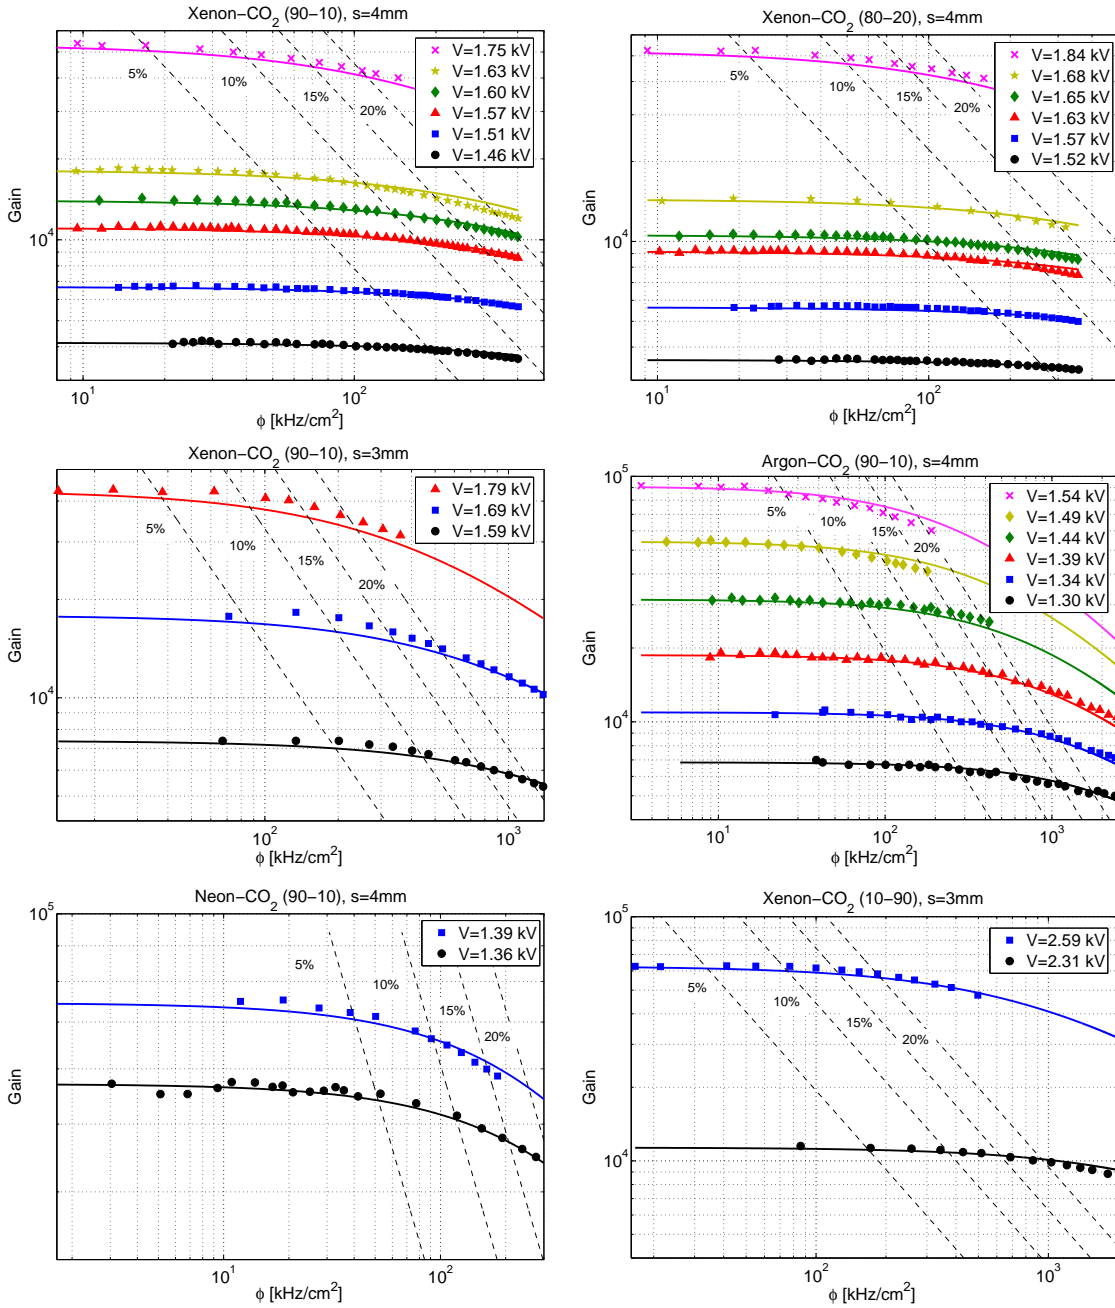 Xenon−CO2 (90−10), s=4mm
V=1.75 kV
V=1.63 kV
V=1.60 kV
V=1.57 kV
V=1.51 kV
V=1.46 kV
5%
10%
15%
20%
Gain
10^4
10^1
10^2
ϕ [kHz/cm2]
Xenon−CO2 (80−20), s=4mm
V=1.84 kV
V=1.68 kV
V=1.65 kV
V=1.63 kV
V=1.57 kV
V=1.52 kV
5%
10%
15%
20%
Gain
10^4
10^1
10^2
ϕ [kHz/cm2]
Xenon−CO2 (90−10), s=3mm
V=1.79 kV
V=1.69 kV
V=1.59 kV
5%
10%
15%
20%
Gain
10^4
10^2
10^3
ϕ [kHz/cm2]
Argon−CO2 (90−10), s=4mm
V=1.54 kV
V=1.49 kV
V=1.44 kV
V=1.39 kV
V=1.34 kV
V=1.30 kV
5%
10%
15%
20%
Gain
10^5
10^4
10^1
10^2
10^3
ϕ [kHz/cm2]
Neon−CO2 (90−10), s=4mm
V=1.39 kV
V=1.36 kV
5%
10%
15%
20%
Gain
10^5
10^1
10^2
ϕ [kHz/cm2]
Xenon−CO2 (10−90), s=3mm
V=2.59 kV
V=2.31 kV
5%
10%
15%
20%
Gain
10^5
10^4
10^2
10^3
ϕ [kHz/cm2]